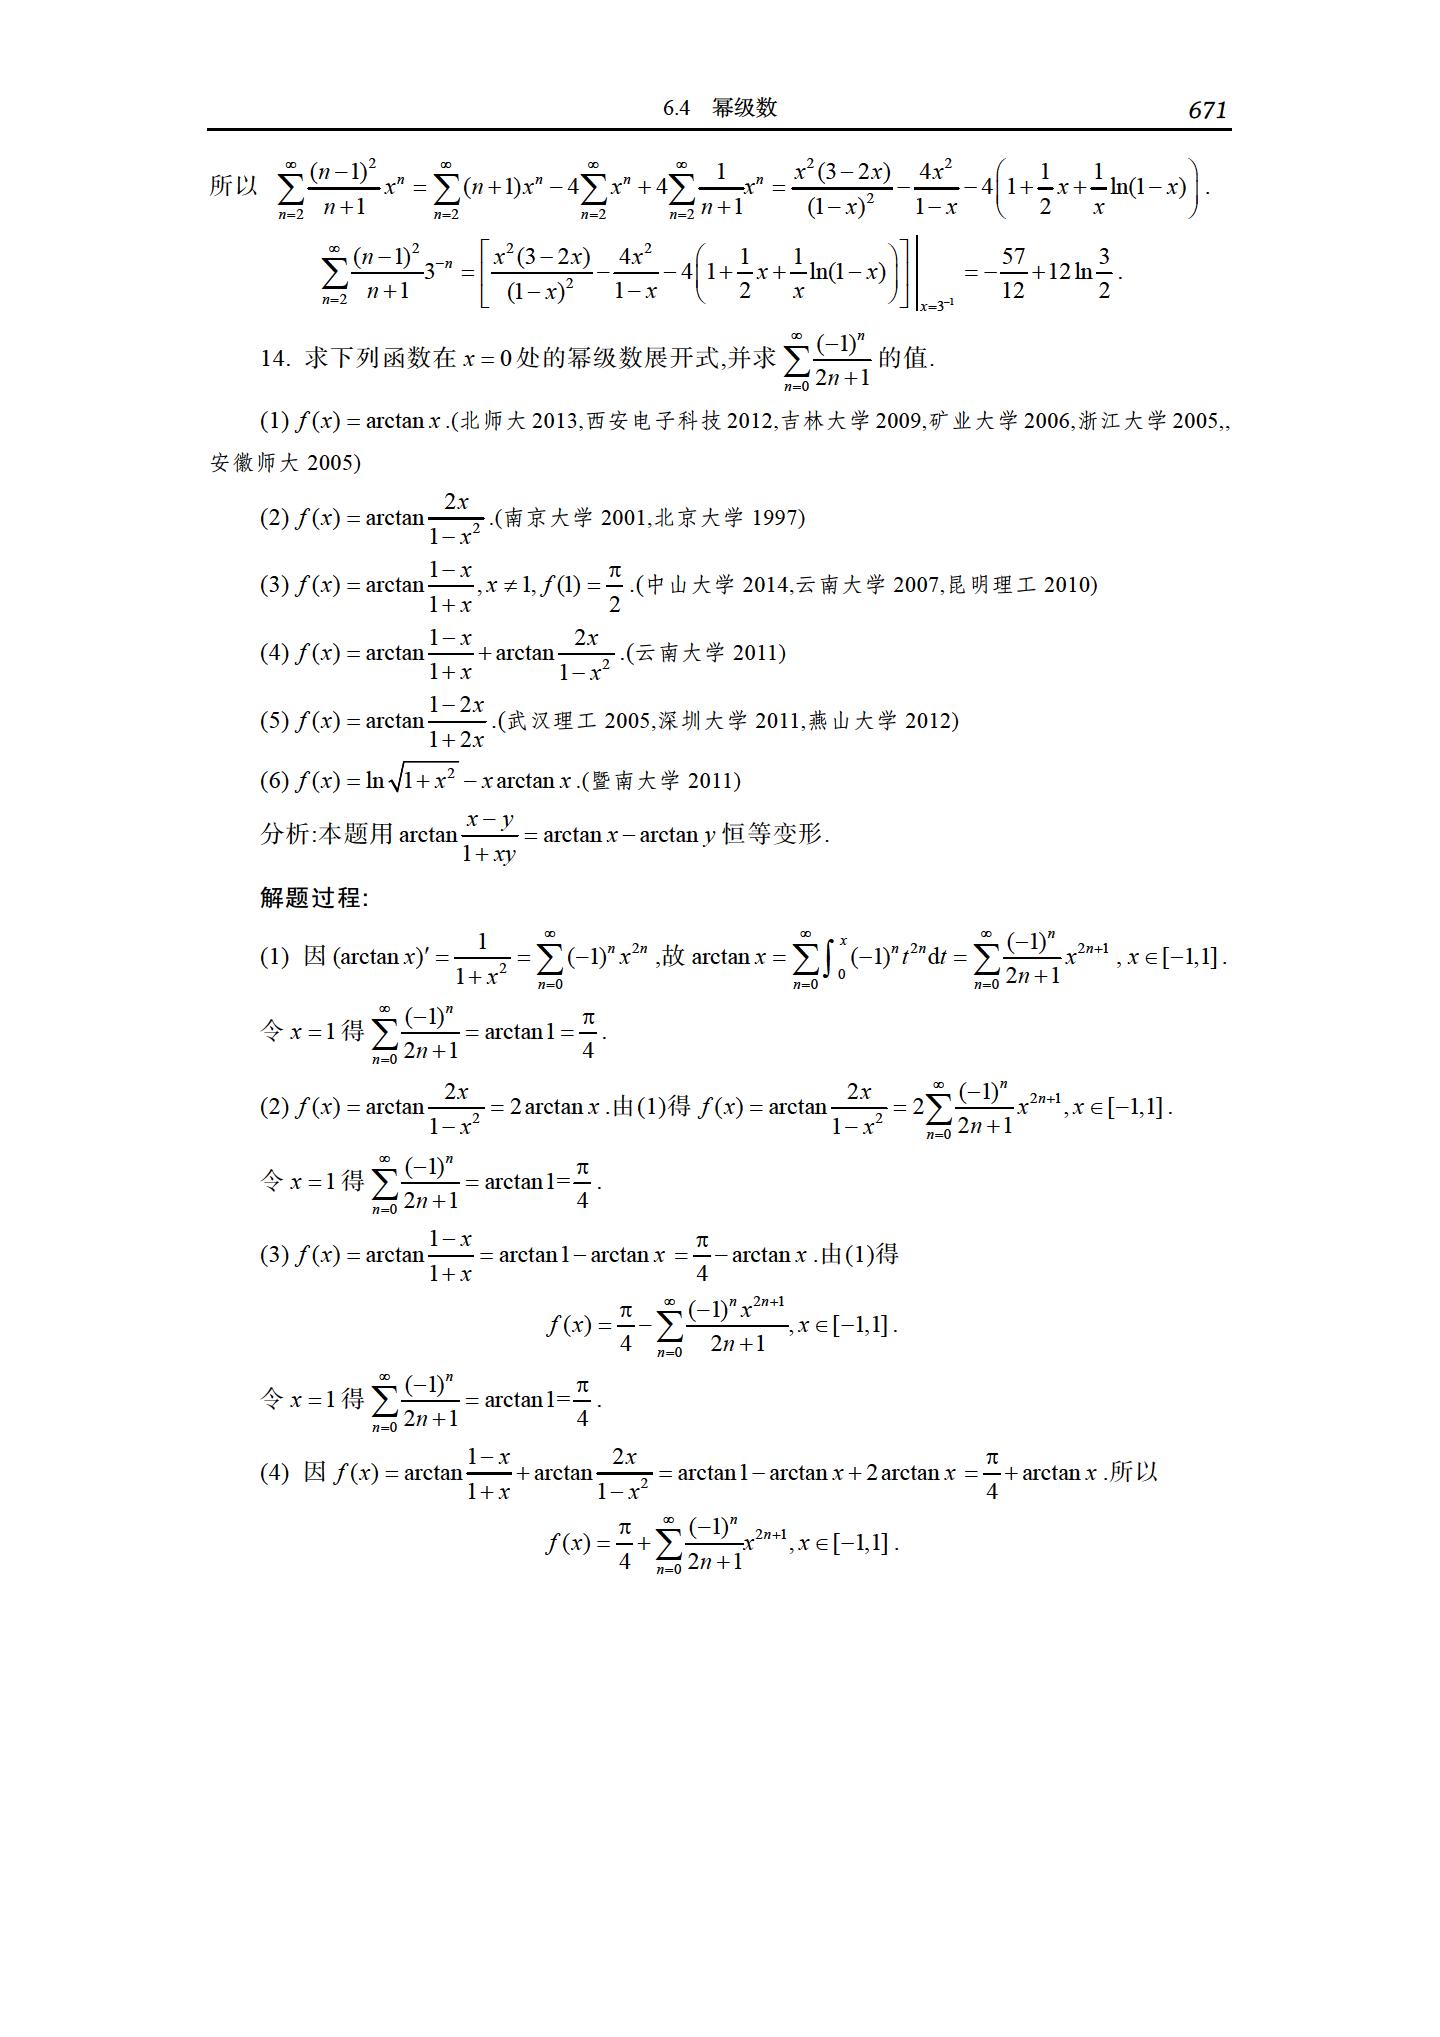 6.4 幂级数 671
所以 $\sum_{n=2}^{\infty}\frac{(n-1)^2}{n+1}x^n=\sum_{n=2}^{\infty}(n+1)x^n-4\sum_{n=2}^{\infty}x^n+4\sum_{n=2}^{\infty}\frac{1}{n+1}x^n=\frac{x^2(3-2x)}{(1-x)^2}-\frac{4x^2}{1-x}-4\left(1+\frac{1}{2}x+\frac{1}{x}\ln(1-x)\right).$
$\sum_{n=2}^{\infty}\frac{(n-1)^2}{n+1}3^{-n}=\left[\frac{x^2(3-2x)}{(1-x)^2}-\frac{4x^2}{1-x}-4\left(1+\frac{1}{2}x+\frac{1}{x}\ln(1-x)\right)\right]\Big|_{x=3^{-1}}=-\frac{57}{12}+12\ln\frac{3}{2}.$
14. 求下列函数在 $x=0$ 处的幂级数展开式,并求 $\sum_{n=0}^{\infty}\frac{(-1)^n}{2n+1}$ 的值.
(1) $f(x)=\arctan x$.(北师大 2013,西安电子科技 2012,吉林大学 2009,矿业大学 2006,浙江大学 2005,,
安徽师大 2005)
(2) $f(x)=\arctan\frac{2x}{1-x^2}$.(南京大学 2001,北京大学 1997)
(3) $f(x)=\arctan\frac{1-x}{1+x},x\neq 1,f(1)=\frac{\pi}{2}$.(中山大学 2014,云南大学 2007,昆明理工 2010)
(4) $f(x)=\arctan\frac{1-x}{1+x}+\arctan\frac{2x}{1-x^2}$.(云南大学 2011)
(5) $f(x)=\arctan\frac{1-2x}{1+2x}$.(武汉理工 2005,深圳大学 2011,燕山大学 2012)
(6) $f(x)=\ln\sqrt{1+x^2}-x\arctan x$.(暨南大学 2011)
分析:本题用 $\arctan\frac{x-y}{1+xy}=\arctan x-\arctan y$ 恒等变形.
解题过程:
(1) 因 $(\arctan x)'=\frac{1}{1+x^2}=\sum_{n=0}^{\infty}(-1)^n x^{2n}$,故 $\arctan x=\sum_{n=0}^{\infty}\int_0^x(-1)^n t^{2n}\mathrm{d}t=\sum_{n=0}^{\infty}\frac{(-1)^n}{2n+1}x^{2n+1},x\in[-1,1].$
令 $x=1$ 得 $\sum_{n=0}^{\infty}\frac{(-1)^n}{2n+1}=\arctan 1=\frac{\pi}{4}.$
(2) $f(x)=\arctan\frac{2x}{1-x^2}=2\arctan x$.由(1)得 $f(x)=\arctan\frac{2x}{1-x^2}=2\sum_{n=0}^{\infty}\frac{(-1)^n}{2n+1}x^{2n+1},x\in[-1,1].$
令 $x=1$ 得 $\sum_{n=0}^{\infty}\frac{(-1)^n}{2n+1}=\arctan 1=\frac{\pi}{4}.$
(3) $f(x)=\arctan\frac{1-x}{1+x}=\arctan 1-\arctan x=\frac{\pi}{4}-\arctan x$.由(1)得
$f(x)=\frac{\pi}{4}-\sum_{n=0}^{\infty}\frac{(-1)^n x^{2n+1}}{2n+1},x\in[-1,1].$
令 $x=1$ 得 $\sum_{n=0}^{\infty}\frac{(-1)^n}{2n+1}=\arctan 1=\frac{\pi}{4}.$
(4) 因 $f(x)=\arctan\frac{1-x}{1+x}+\arctan\frac{2x}{1-x^2}=\arctan 1-\arctan x+2\arctan x=\frac{\pi}{4}+\arctan x$.所以
$f(x)=\frac{\pi}{4}+\sum_{n=0}^{\infty}\frac{(-1)^n}{2n+1}x^{2n+1},x\in[-1,1].$